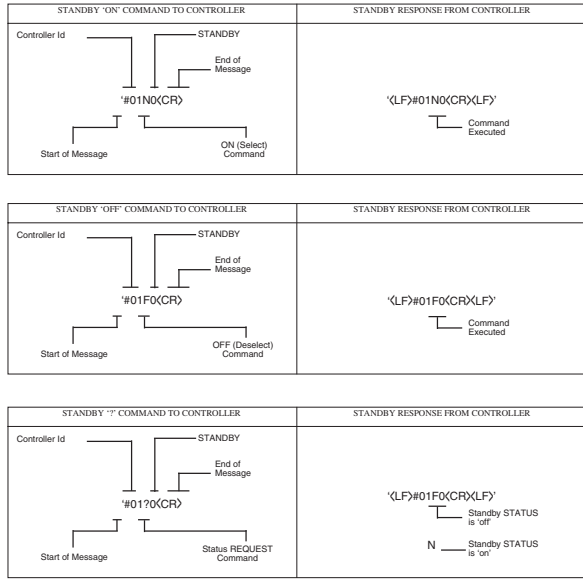 STANDBY 'ON' COMMAND TO CONTROLLER
STANDBY RESPONSE FROM CONTROLLER
Controller Id
STANDBY
End of
Message
'#01N0<CR>
Start of Message
ON (Select)
Command
'<LF>#01N0<CR><LF>'
Command
Executed
STANDBY 'OFF' COMMAND TO CONTROLLER
STANDBY RESPONSE FROM CONTROLLER
Controller Id
STANDBY
End of
Message
'#01F0<CR>
Start of Message
OFF (Deselect)
Command
'<LF>#01F0<CR><LF>'
Command
Executed
STANDBY '?' COMMAND TO CONTROLLER
STANDBY RESPONSE FROM CONTROLLER
Controller Id
STANDBY
End of
Message
'#01?0<CR>
Start of Message
Status REQUEST
Command
'<LF>#01F0<CR><LF>'
Standby STATUS
is 'off'
N
Standby STATUS
is 'on'